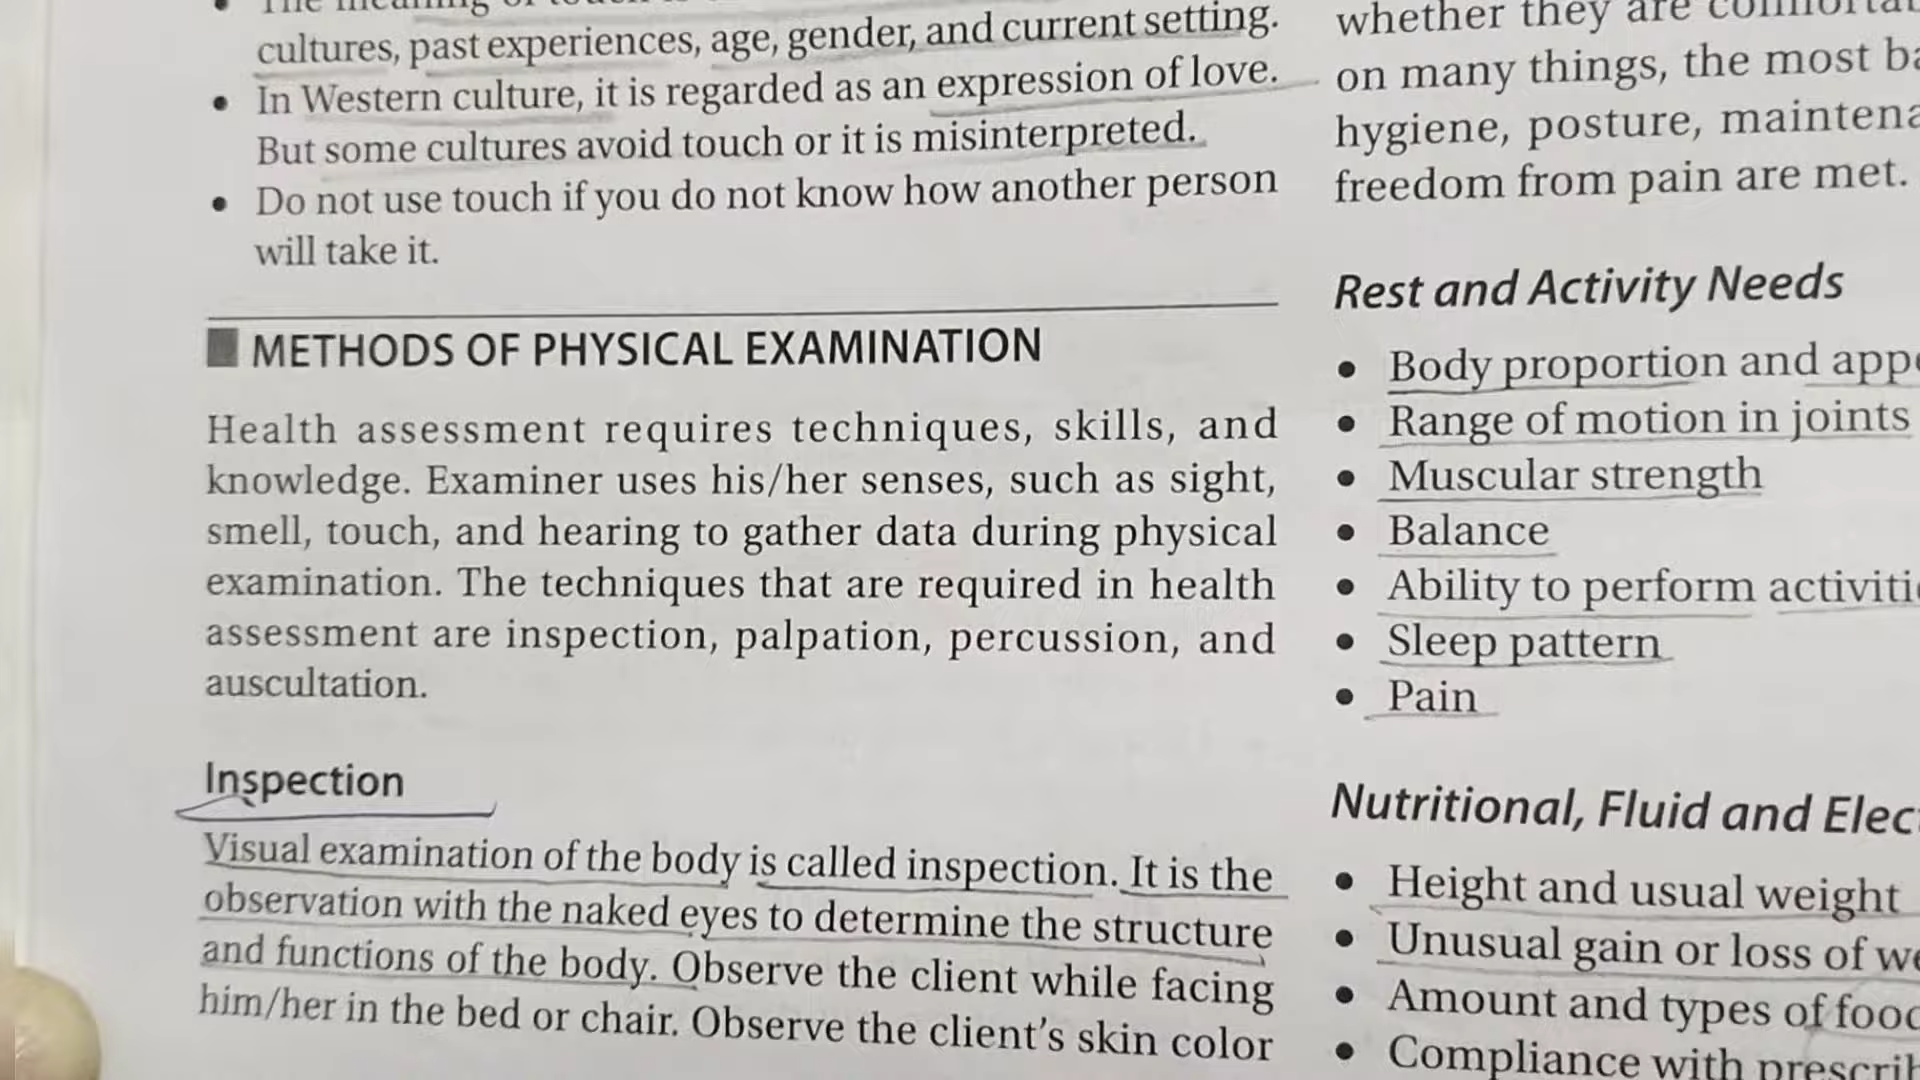 cultures, past experiences, age, gender, and current setting.
• In Western culture, it is regarded as an expression of love.
But some cultures avoid touch or it is misinterpreted.
• Do not use touch if you do not know how another person
will take it.
METHODS OF PHYSICAL EXAMINATION
Health assessment requires techniques, skills, and
knowledge. Examiner uses his/her senses, such as sight,
smell, touch, and hearing to gather data during physical
examination. The techniques that are required in health
assessment are inspection, palpation, percussion, and
auscultation.
Inspection
Visual examination of the body is called inspection. It is the
observation with the naked eyes to determine the structure
and functions of the body. Observe the client while facing
him/her in the bed or chair. Observe the client's skin color
whether they are
on many things, the most
hygiene, posture,
freedom from pain are met.
Rest and Activity Needs
• Body proportion and
• Range of motion in joints
• Muscular strength
• Balance
• Ability to perform
• Sleep pattern
• Pain
Nutritional, Fluid and
• Height and usual weight
• Unusual gain or loss of
• Amount and types of
• Compliance with